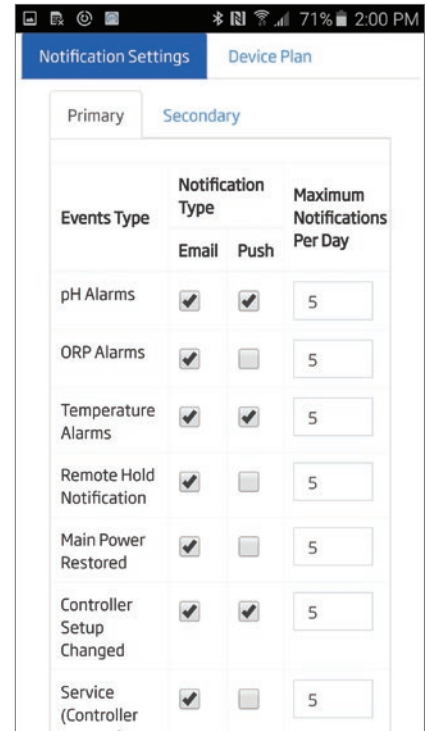 71% 2:00 PM
Notification Settings Device Plan
Primary Secondary
Events Type
Notification
Type
Email Push
Maximum
Notifications
Per Day
pH Alarms 5
ORP Alarms 5
Temperature
Alarms 5
Remote Hold
Notification 5
Main Power
Restored 5
Controller
Setup
Changed 5
Service
(Controller 5